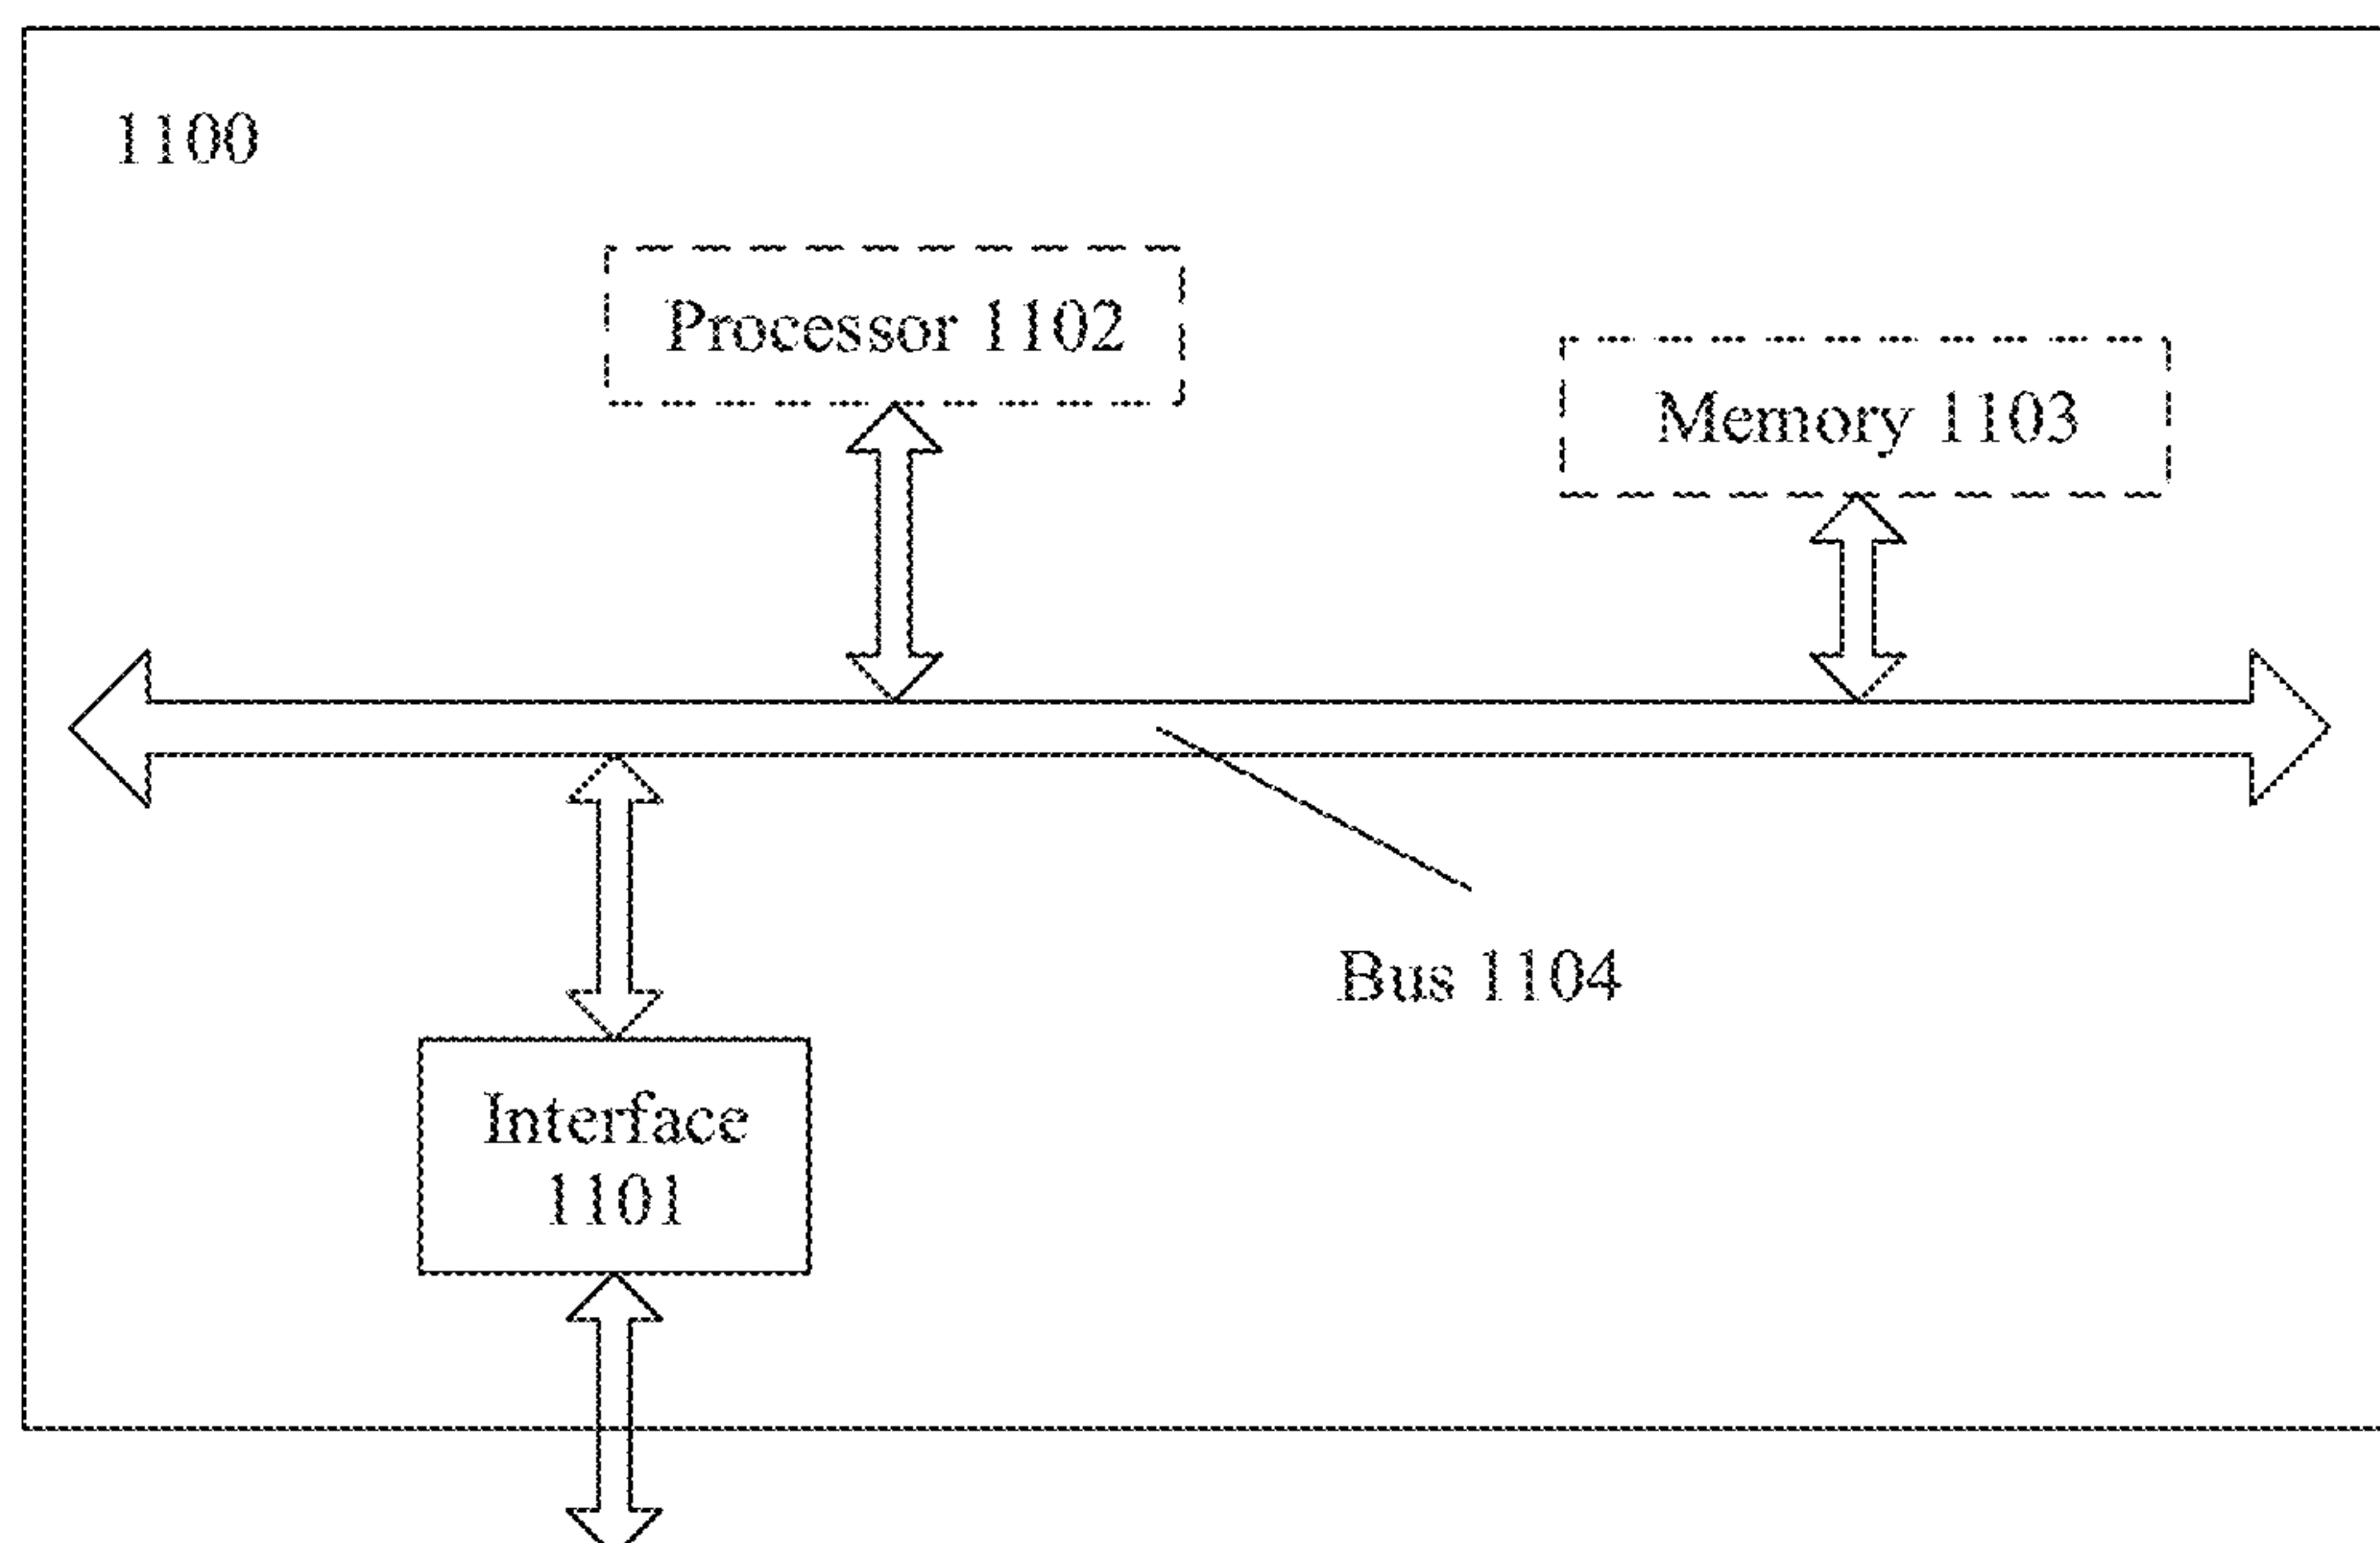 1100
Processor 1102
Memory 1103
Bus 1104
Interface
1101